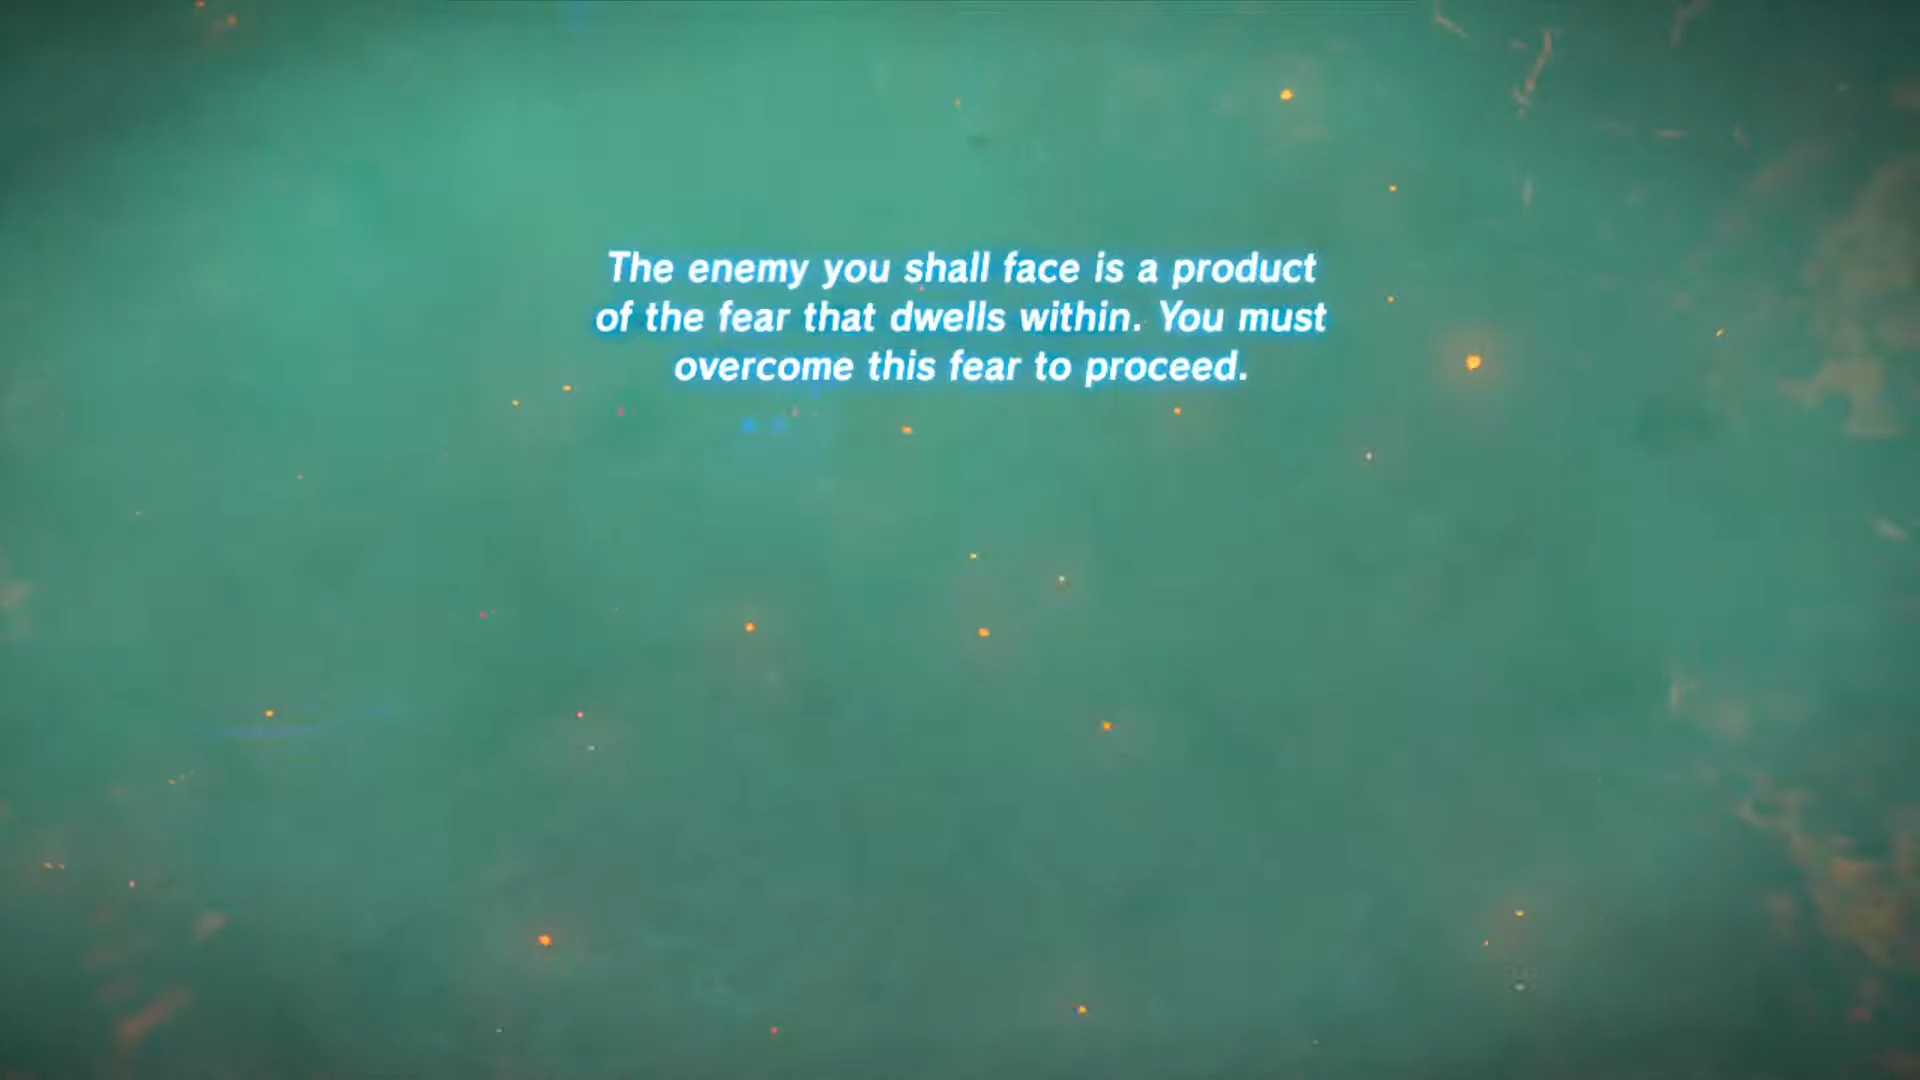 The enemy you shall face is a product
of the fear that dwells within. You must
overcome this fear to proceed.